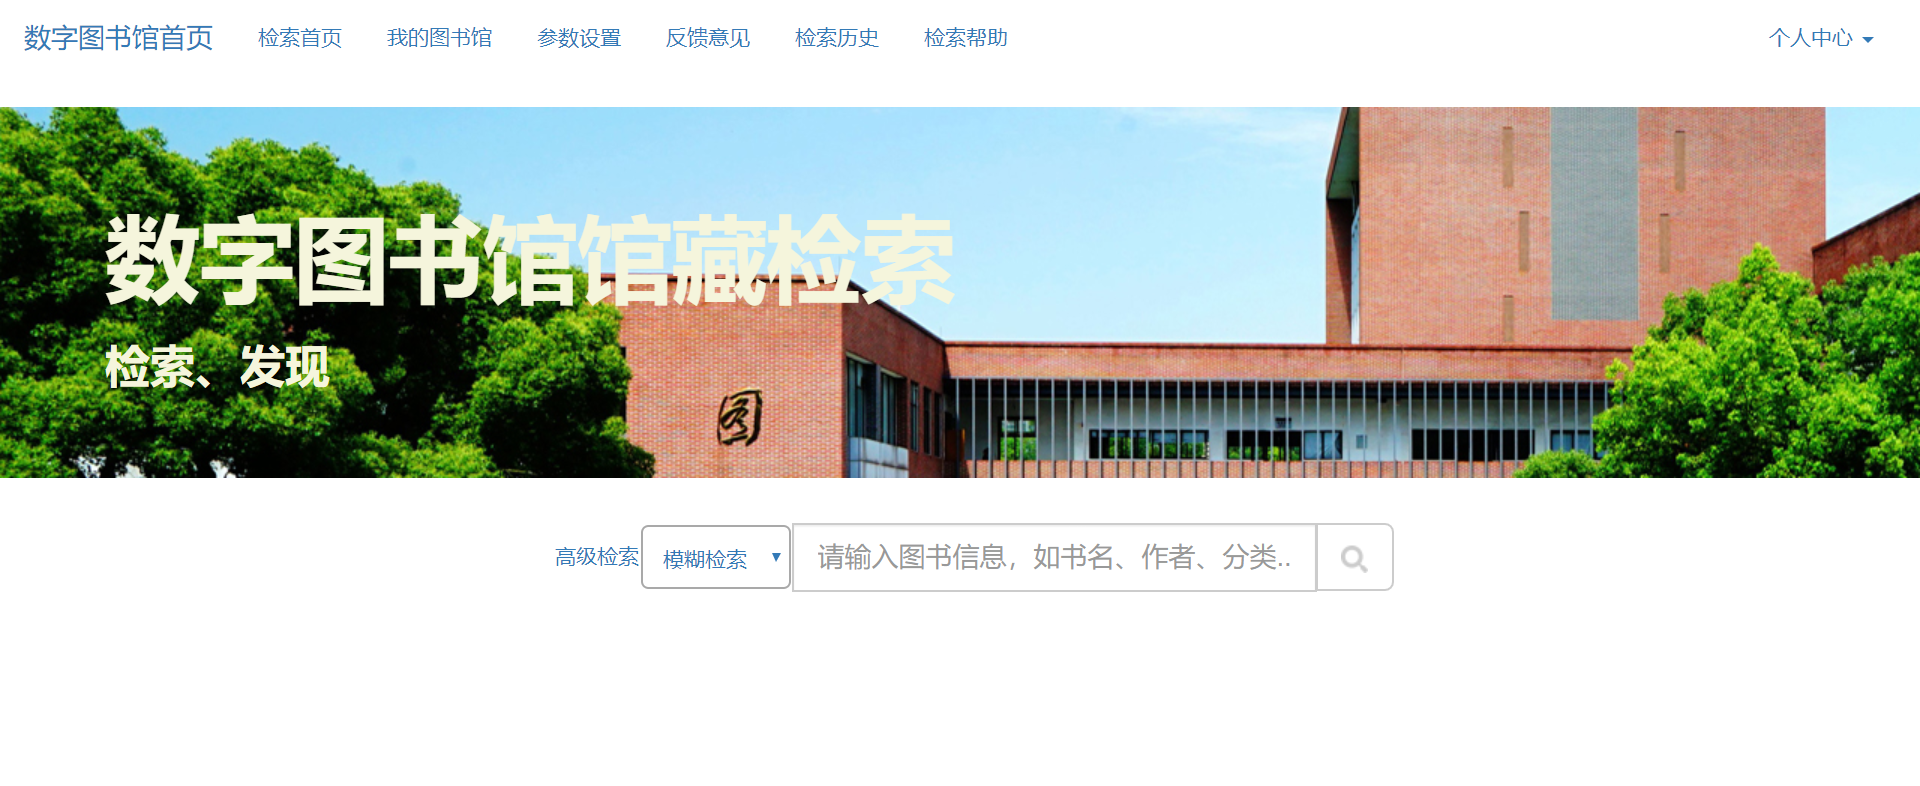 数字图书馆首页 检索首页 我的图书馆 参数设置 反馈意见 检索历史 检索帮助 个人中心
数字图书馆馆藏检索
检索、发现
图
高级检索 模糊检索 请输入图书信息，如书名、作者、分类..